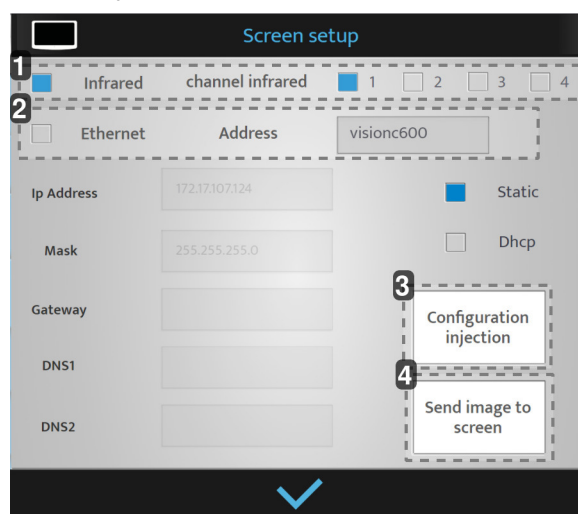 Screen setup
1
Infrared channel infrared 1 2 3 4
2
Ethernet Address visionc600
Ip Address 172.17.107.124 Static
Mask 255.255.255.0 Dhcp
3
Gateway
Configuration
injection
DNS1
4
Send image to
screen
DNS2